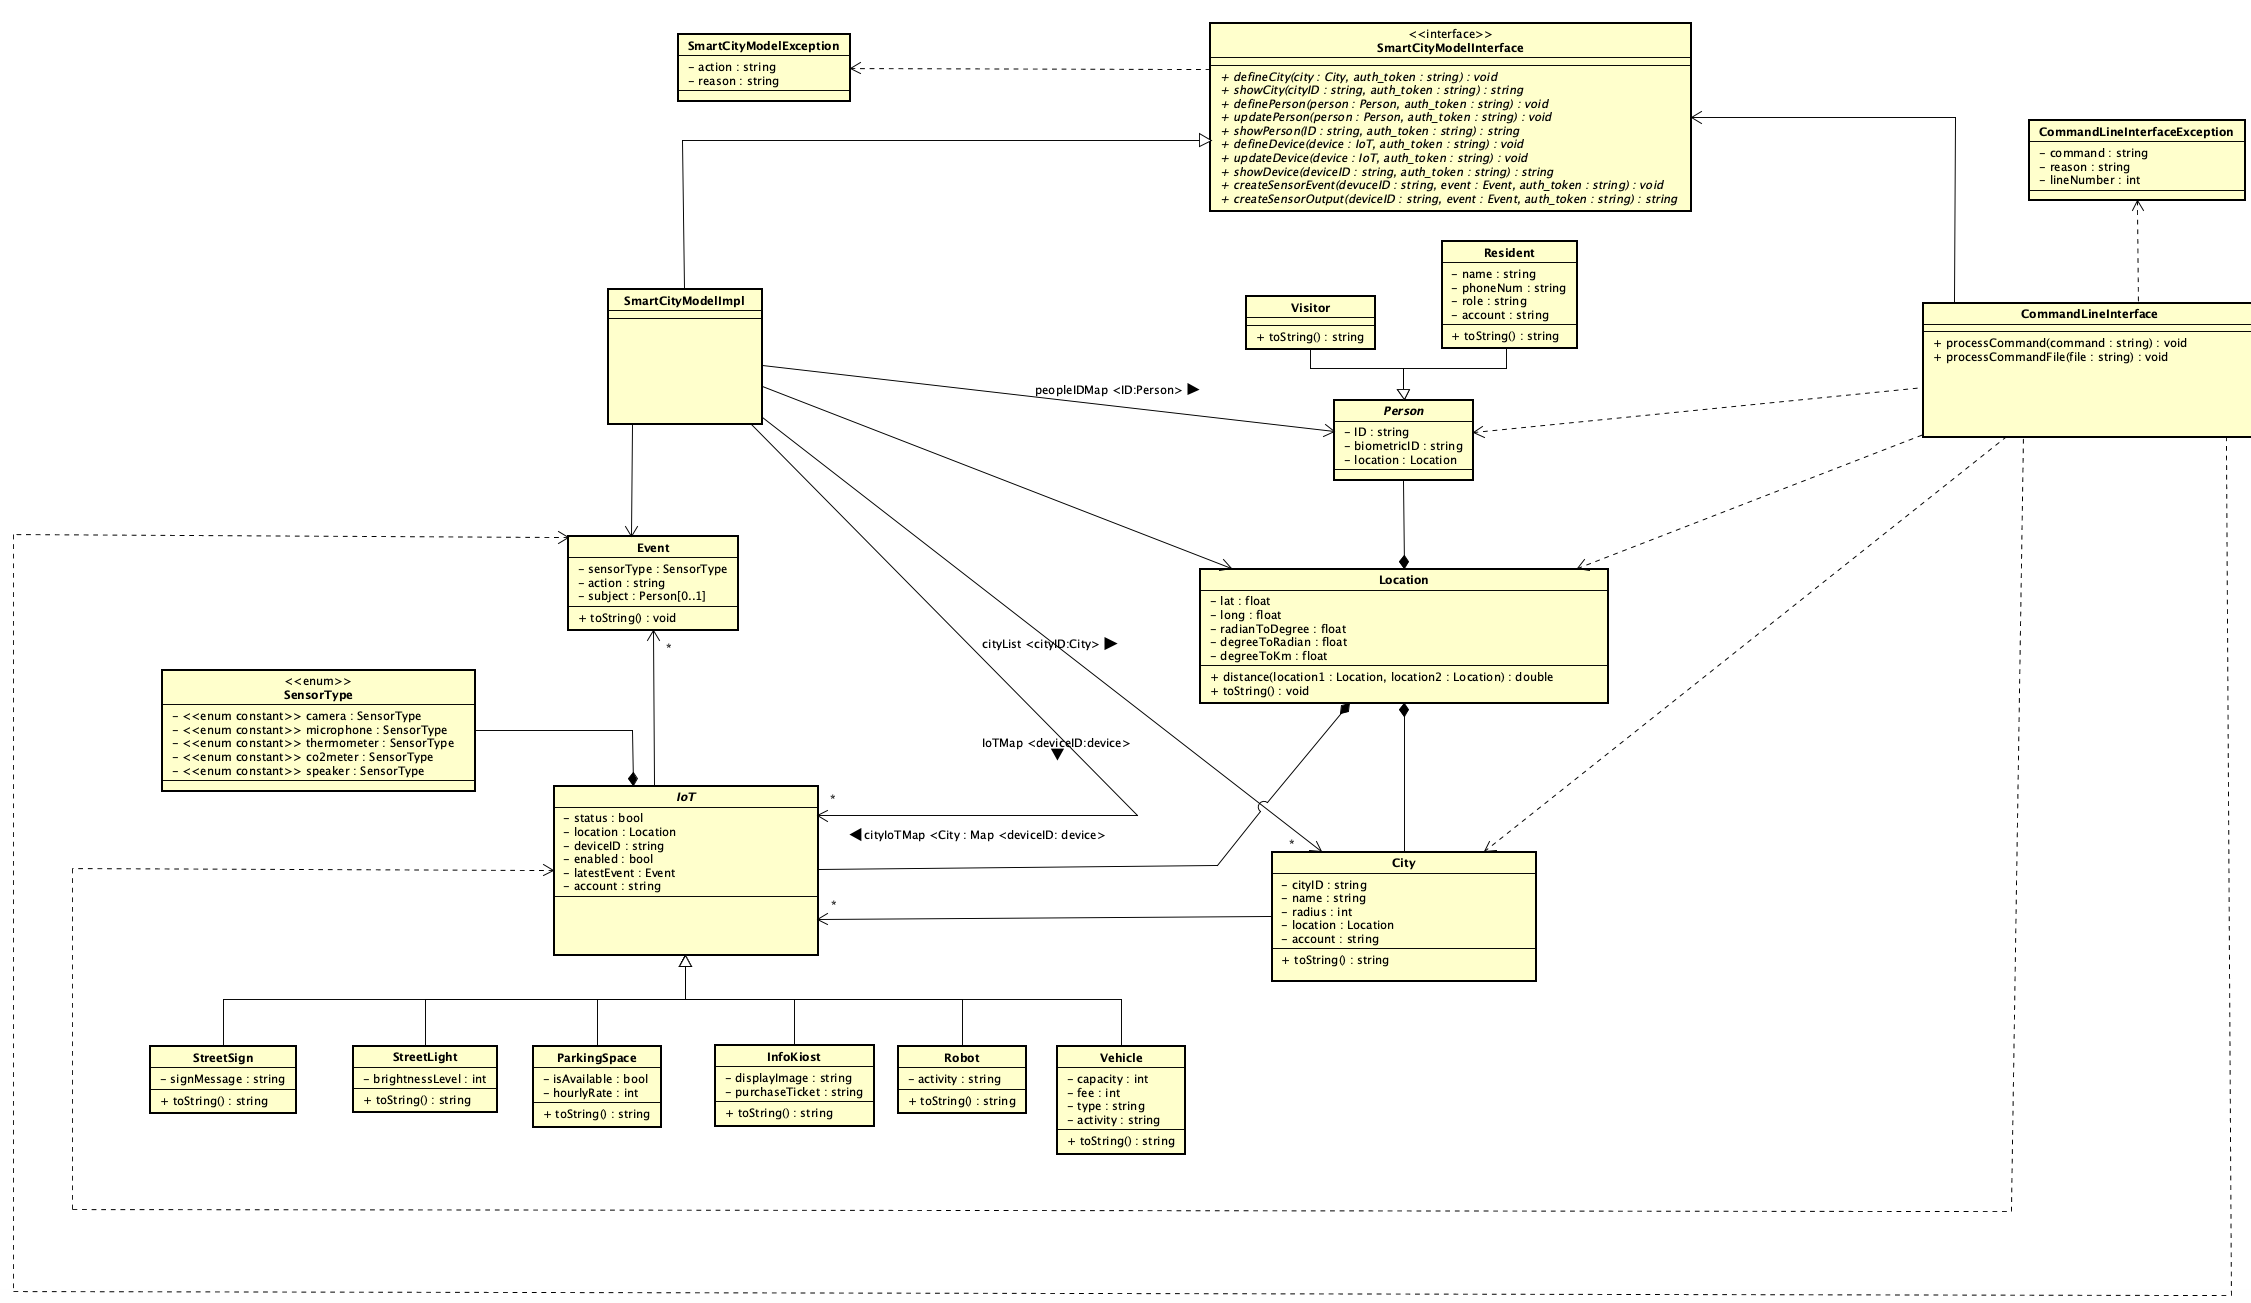 SmartCityModelException
– action : string
– reason : string
<<interface>>
SmartCityModelInterface
+ defineCity(city : City, auth_token : string) : void
+ showCity(cityID : string, auth_token : string) : string
+ definePerson(person : Person, auth_token : string) : void
+ updatePerson(person : Person, auth_token : string) : void
+ showPerson(ID : string, auth_token : string) : string
+ defineDevice(device : IoT, auth_token : string) : void
+ updateDevice(device : IoT, auth_token : string) : void
+ showDevice(deviceID : string, auth_token : string) : string
+ createSensorEvent(devuceID : string, event : Event, auth_token : string) : void
+ createSensorOutput(deviceID : string, event : Event, auth_token : string) : string
CommandLineInterfaceException
– command : string
– reason : string
– lineNumber : int
Resident
– name : string
– phoneNum : string
– role : string
– account : string
+ toString() : string
Visitor
+ toString() : string
SmartCityModelImpl
CommandLineInterface
+ processCommand(command : string) : void
+ processCommandFile(file : string) : void
peopleIDMap <ID:Person>
Person
– ID : string
– biometricID : string
– location : Location
Event
– sensorType : SensorType
– action : string
– subject : Person[0..1]
+ toString() : void
*
Location
– lat : float
– long : float
– radianToDegree : float
– degreeToRadian : float
– degreeToKm : float
+ distance(location1 : Location, location2 : Location) : double
+ toString() : void
cityList <cityID:City>
<<enum>>
SensorType
– <<enum constant>> camera : SensorType
– <<enum constant>> microphone : SensorType
– <<enum constant>> thermometer : SensorType
– <<enum constant>> co2meter : SensorType
– <<enum constant>> speaker : SensorType
IoTMap <deviceID:device>
*
cityIoTMap <City : Map <deviceID: device>
IoT
– status : bool
– location : Location
– deviceID : string
– enabled : bool
– latestEvent : Event
– account : string
*
*
City
– cityID : string
– name : string
– radius : int
– location : Location
– account : string
+ toString() : string
StreetSign
– signMessage : string
+ toString() : string
StreetLight
– brightnessLevel : int
+ toString() : string
ParkingSpace
– isAvailable : bool
– hourlyRate : int
+ toString() : string
InfoKiost
– displayImage : string
– purchaseTicket : string
+ toString() : string
Robot
– activity : string
+ toString() : string
Vehicle
– capacity : int
– fee : int
– type : string
– activity : string
+ toString() : string